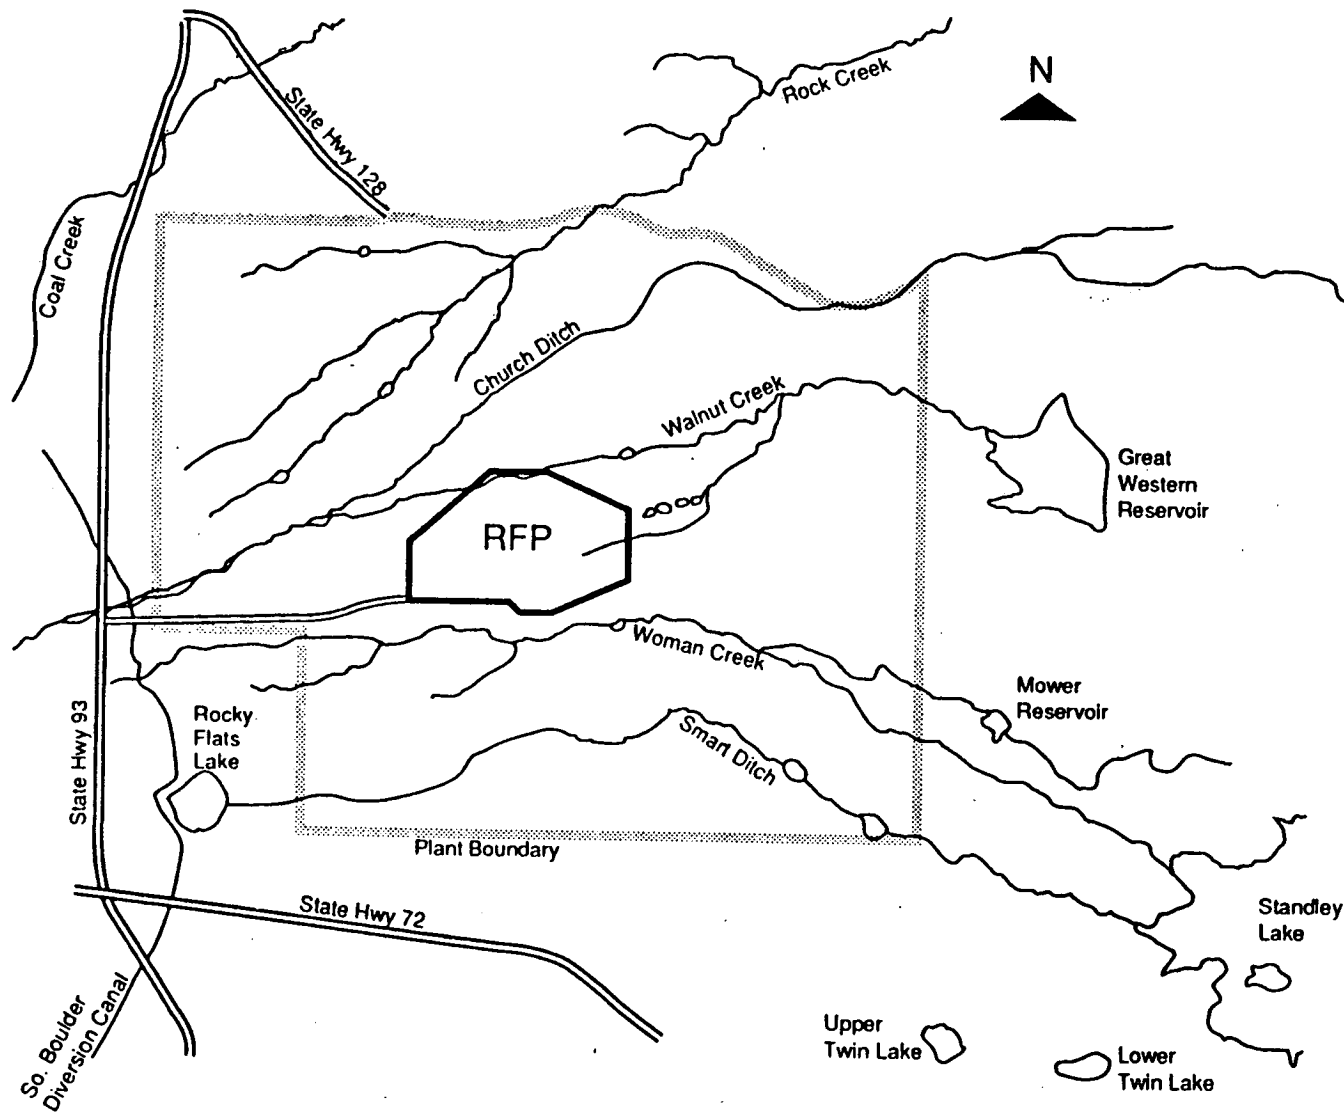 N
Rock Creek
State Hwy 128
Coal Creek
Church Ditch
Walnut Creek
Great
Western
Reservoir
RFP
Woman Creek
Mower
Reservoir
Rocky
Flats
Lake
State Hwy 93
Smart Ditch
Plant Boundary
State Hwy 72
Standley
Lake
So. Boulder
Diversion Canal
Upper
Twin Lake
Lower
Twin Lake